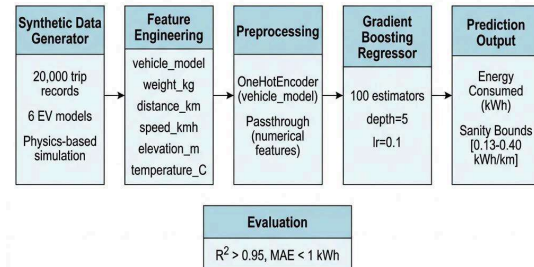 Synthetic Data
Generator
20,000 trip
records
6 EV models
Physics-based
simulation
Feature
Engineering
vehicle_model
weight_kg
distance_km
speed_kmh
elevation_m
temperature_C
Preprocessing
OneHotEncoder
(vehicle_model)
Passthrough
(numerical
features)
Gradient
Boosting
Regressor
100 estimators
depth=5
lr=0.1
Prediction
Output
Energy
Consumed
(kWh)
Sanity Bounds
[0.13-0.40
kWh/km]
Evaluation
R² > 0.95, MAE < 1 kWh